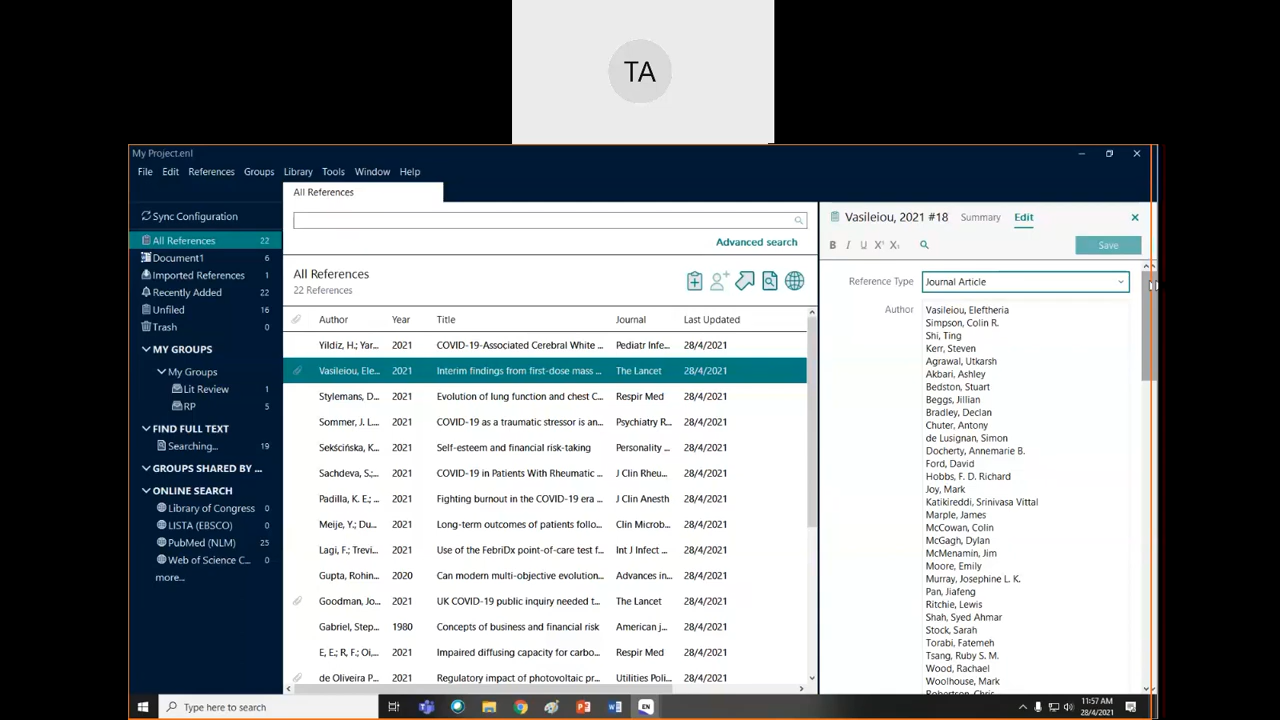 TA
My Project.enl
File Edit References Groups Library Tools Window Help
All References
Sync Configuration
All References 22
Document1 6
Imported References 22
Recently Added 22
Unfiled 16
Trash
MY GROUPS
My Groups
Lit Review 1
RP 5
FIND FULL TEXT
Searching... 19
GROUPS SHARED BY ...
ONLINE SEARCH
Library of Congress 0
LISTA (EBSCO) 0
PubMed (NLM) 25
Web of Science C... 0
more...
Advanced search
All References
22 References
Author Year Title Journal Last Updated
Yildiz, H.; Yar... 2021 COVID-19-Associated Cerebral White ... Pediatr Infe... 28/4/2021
Vasileiou, Ele... 2021 Interim findings from first-dose mass ... The Lancet 28/4/2021
Stylemans, D... 2021 Evolution of lung function and chest C... Respir Med 28/4/2021
Sommer, J. L... 2021 COVID-19 as a traumatic stressor is an... Psychiatry R... 28/4/2021
Sekścińska, K... 2021 Self-esteem and financial risk-taking Personality ... 28/4/2021
Sachdeva, S.;... 2021 COVID-19 in Patients With Rheumatic ... J Clin Rheu... 28/4/2021
Padilla, K. E.; ... 2021 Fighting burnout in the COVID-19 era ... J Clin Anesth 28/4/2021
Meije, Y.; Du... 2021 Long-term outcomes of patients follo... Clin Microb... 28/4/2021
Lagi, F.; Trevi... 2021 Use of the FebriDx point-of-care test f... Int J Infect ... 28/4/2021
Gupta, Rohin... 2020 Can modern multi-objective evolution... Advances in... 28/4/2021
Goodman, Jo... 2021 UK COVID-19 public inquiry needed t... The Lancet 28/4/2021
Gabriel, Step... 1980 Concepts of business and financial risk American j... 28/4/2021
E, E.; R, F.; Oi,... 2021 Impaired diffusing capacity for carbo... Respir Med 28/4/2021
de Oliveira P... 2021 Regulatory impact of photovoltaic pr... Utilities Poli... 28/4/2021
Vasileiou, 2021 #18 Summary Edit
B I U X¹ X₁ Save
Reference Type Journal Article
Author Vasileiou, Eleftheria
Simpson, Colin R.
Shi, Ting
Kerr, Steven
Agrawal, Utkarsh
Akbari, Ashley
Bedston, Stuart
Beggs, Jillian
Bradley, Declan
Chuter, Antony
de Lusignan, Simon
Docherty, Annemarie B.
Ford, David
Hobbs, F. D. Richard
Joy, Mark
Katikireddi, Srinivasa Vittal
Marple, James
McCowan, Colin
McGagh, Dylan
McMenamin, Jim
Moore, Emily
Murray, Josephine L. K.
Pan, Jiafeng
Ritchie, Lewis
Shah, Syed Ahmar
Stock, Sarah
Torabi, Fatemeh
Tsang, Ruby S. M.
Wood, Rachael
Woolhouse, Mark
Robertson, Chris
Type here to search
EN
11:57 AM
28/4/2021